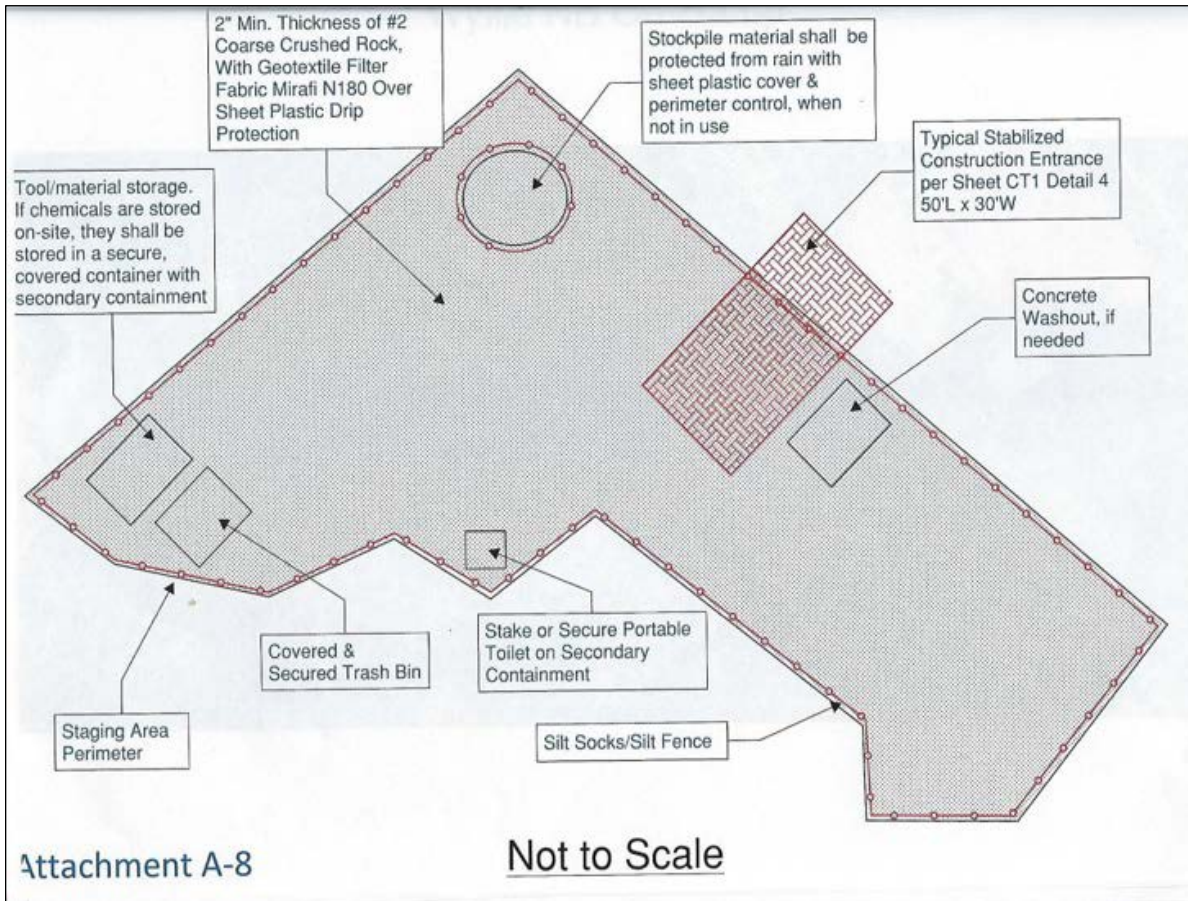 2" Min. Thickness of #2
Coarse Crushed Rock,
With Geotextile Filter
Fabric Mirafi N180 Over
Sheet Plastic Drip
Protection
Stockpile material shall be
protected from rain with
sheet plastic cover &
perimeter control, when
not in use
Typical Stabilized
Construction Entrance
per Sheet CT1 Detail 4
50'L x 30'W
Tool/material storage.
If chemicals are stored
on-site, they shall be
stored in a secure,
covered container with
secondary containment
Concrete
Washout, if
needed
Covered &
Secured Trash Bin
Stake or Secure Portable
Toilet on Secondary
Containment
Staging Area
Perimeter
Silt Socks/Silt Fence
Attachment A-8
Not to Scale